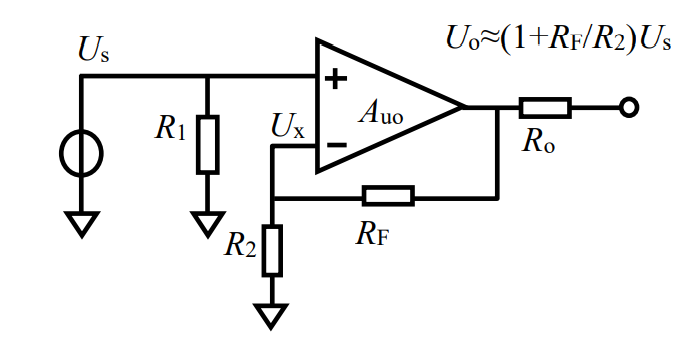 Us
Uo≈(1+RF/R2)Us
+
R1
Ux
Auo
−
Ro
RF
R2